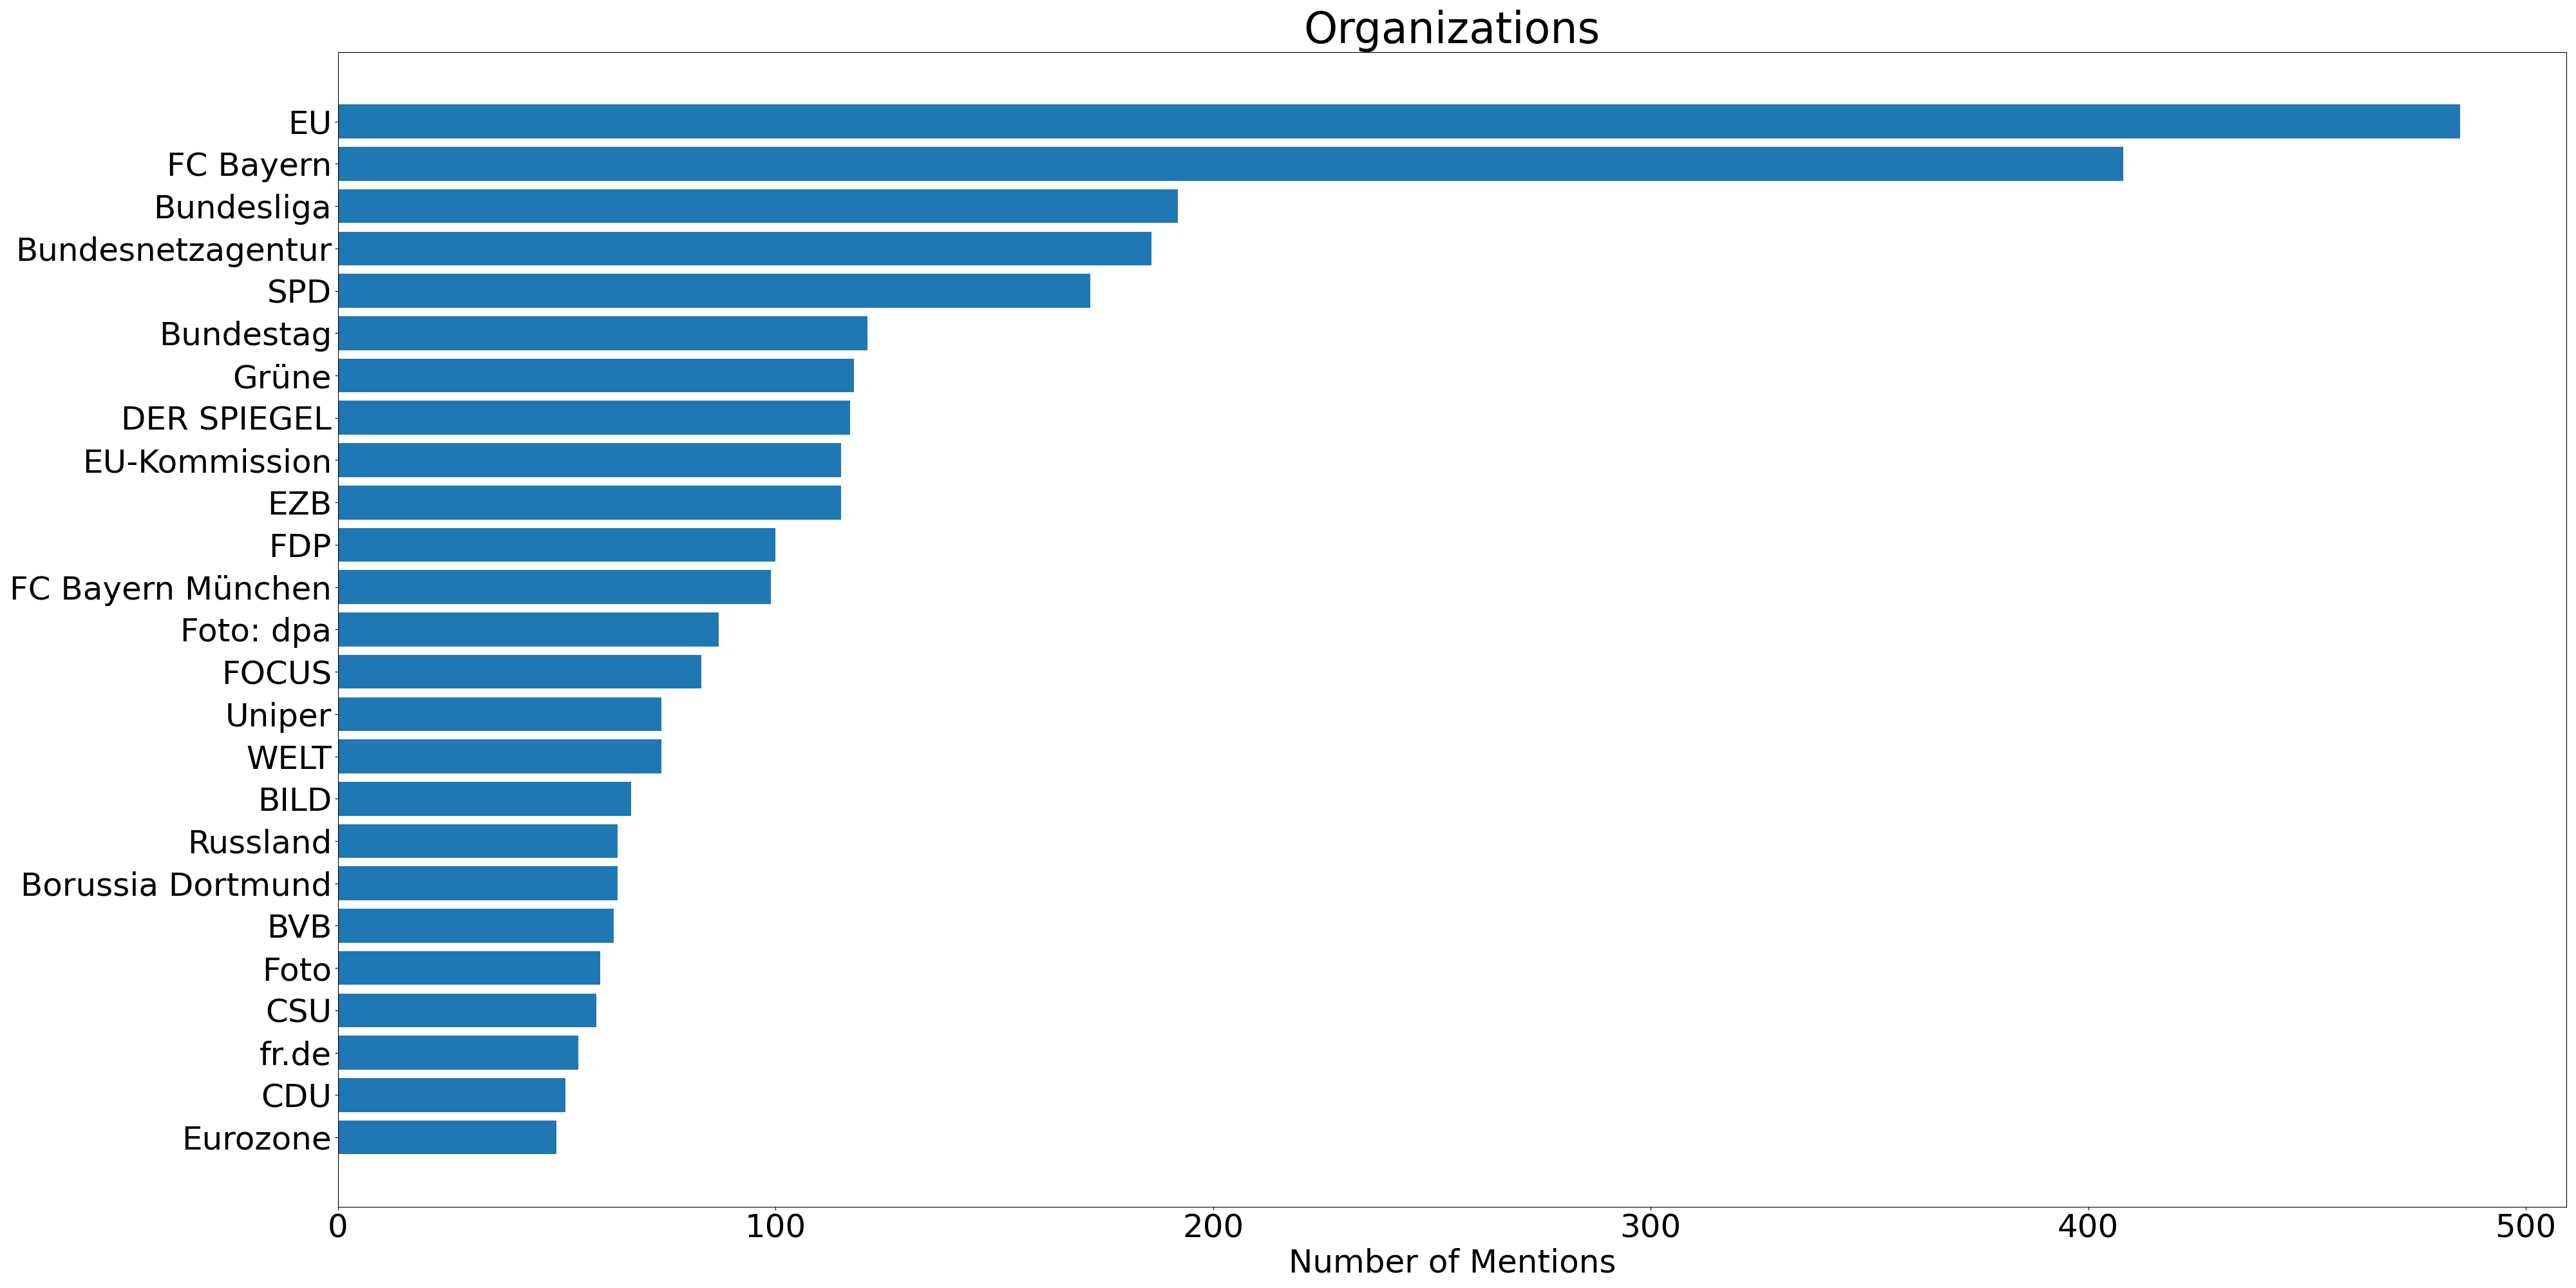 Organizations
EU
FC Bayern
Bundesliga
Bundesnetzagentur
SPD
Bundestag
Grüne
DER SPIEGEL
EU-Kommission
EZB
FDP
FC Bayern München
Foto: dpa
FOCUS
Uniper
WELT
BILD
Russland
Borussia Dortmund
BVB
Foto
CSU
fr.de
CDU
Eurozone
0 100 200 300 400 500
Number of Mentions